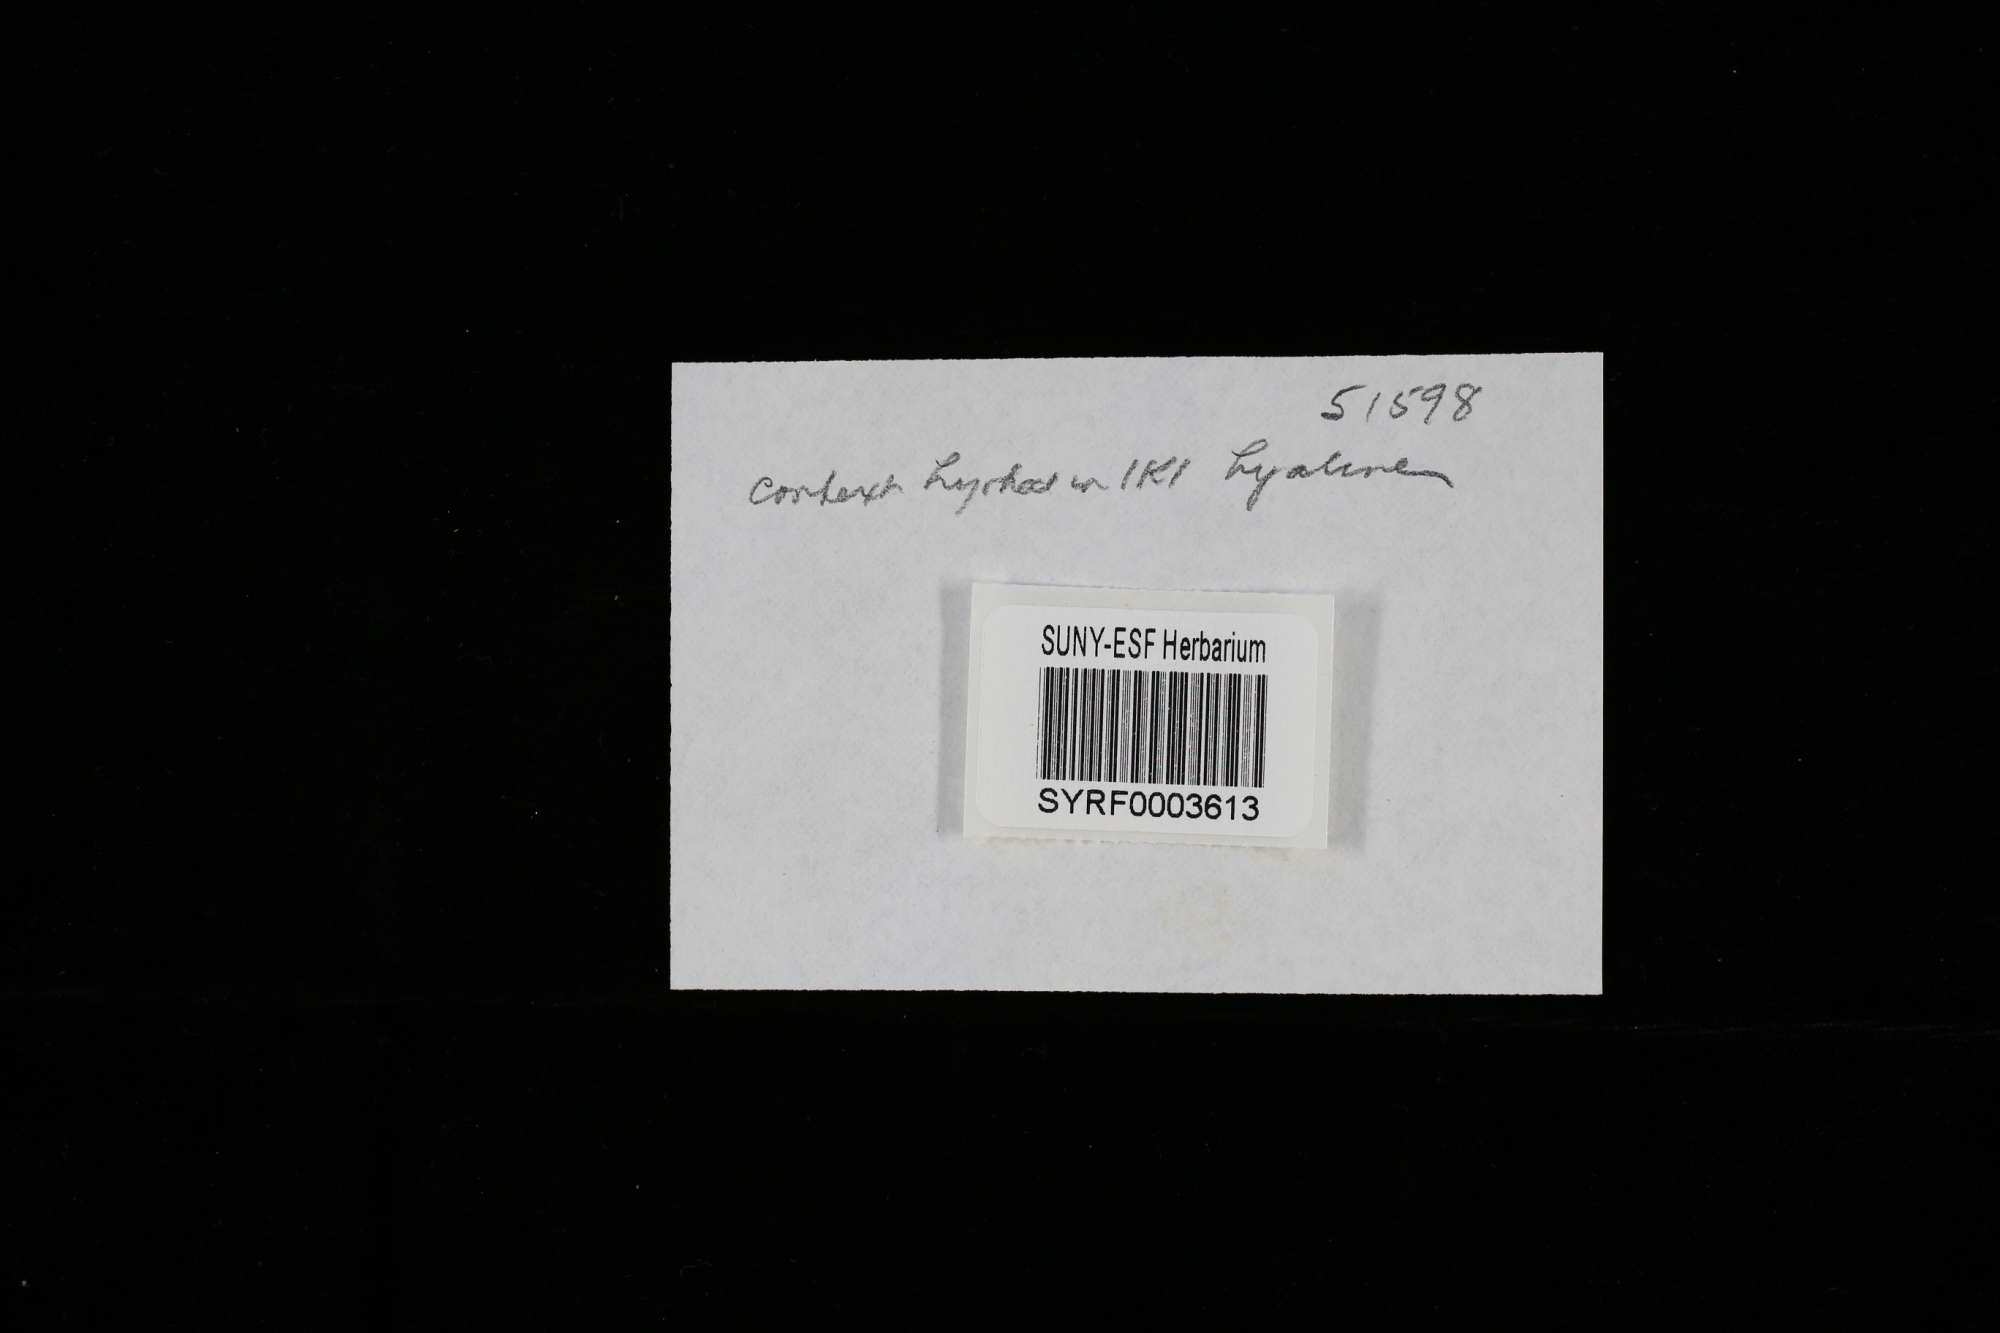 51598
context hyphae in IKI hyaline
SUNY-ESF Herbarium
SYRF0003613